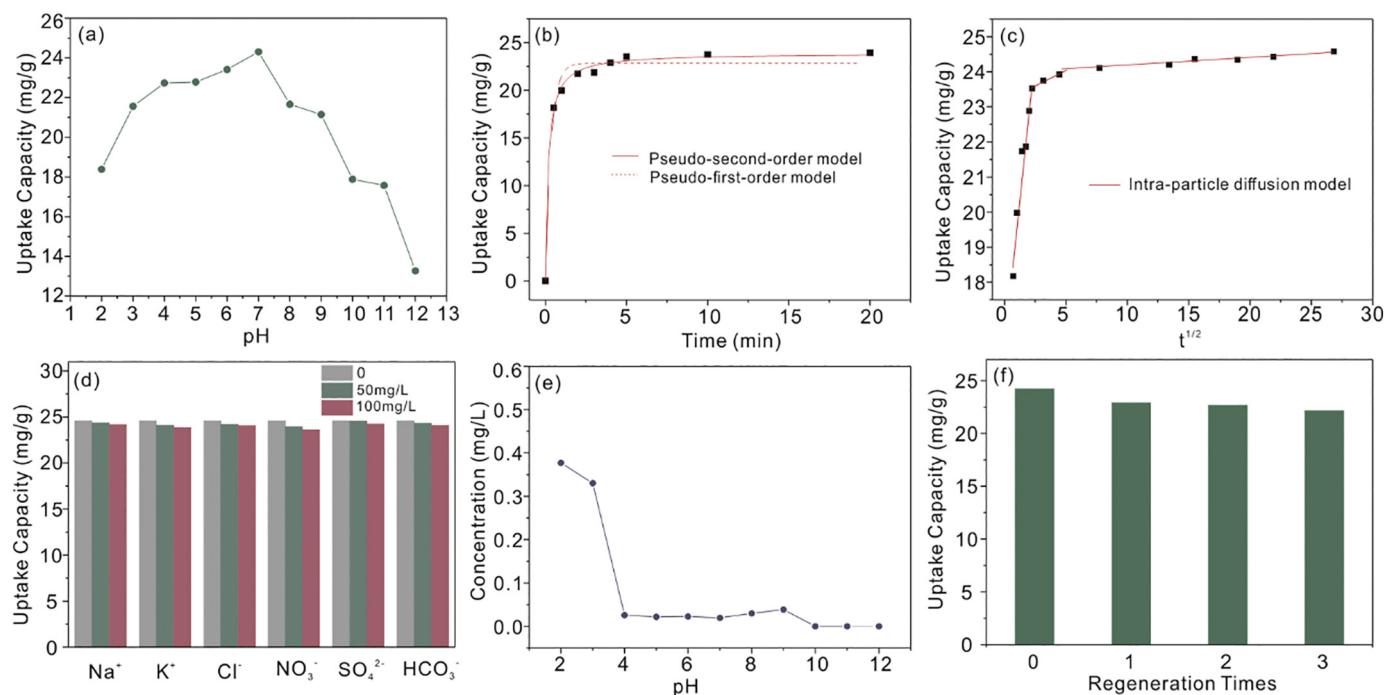 (a)
Uptake Capacity (mg/g)
26
24
22
20
18
16
14
12
1 2 3 4 5 6 7 8 9 10 11 12 13
pH
(b)
Uptake Capacity (mg/g)
25
20
15
10
5
0
Pseudo-second-order model
Pseudo-first-order model
0 5 10 15 20
Time (min)
(c)
Uptake Capacity (mg/g)
25
24
23
22
21
20
19
18
Intra-particle diffusion model
0 5 10 15 20 25 30
t^1/2
(d)
Uptake Capacity (mg/g)
30
25
20
15
10
5
0
0
50mg/L
100mg/L
Na⁺ K⁺ Cl⁻ NO₃⁻ SO₄²⁻ HCO₃⁻
(e)
Concentration (mg/L)
0.6
0.5
0.4
0.3
0.2
0.1
0.0
2 4 6 8 10 12
pH
(f)
Uptake Capacity (mg/g)
25
20
15
10
5
0
0 1 2 3
Regeneration Times